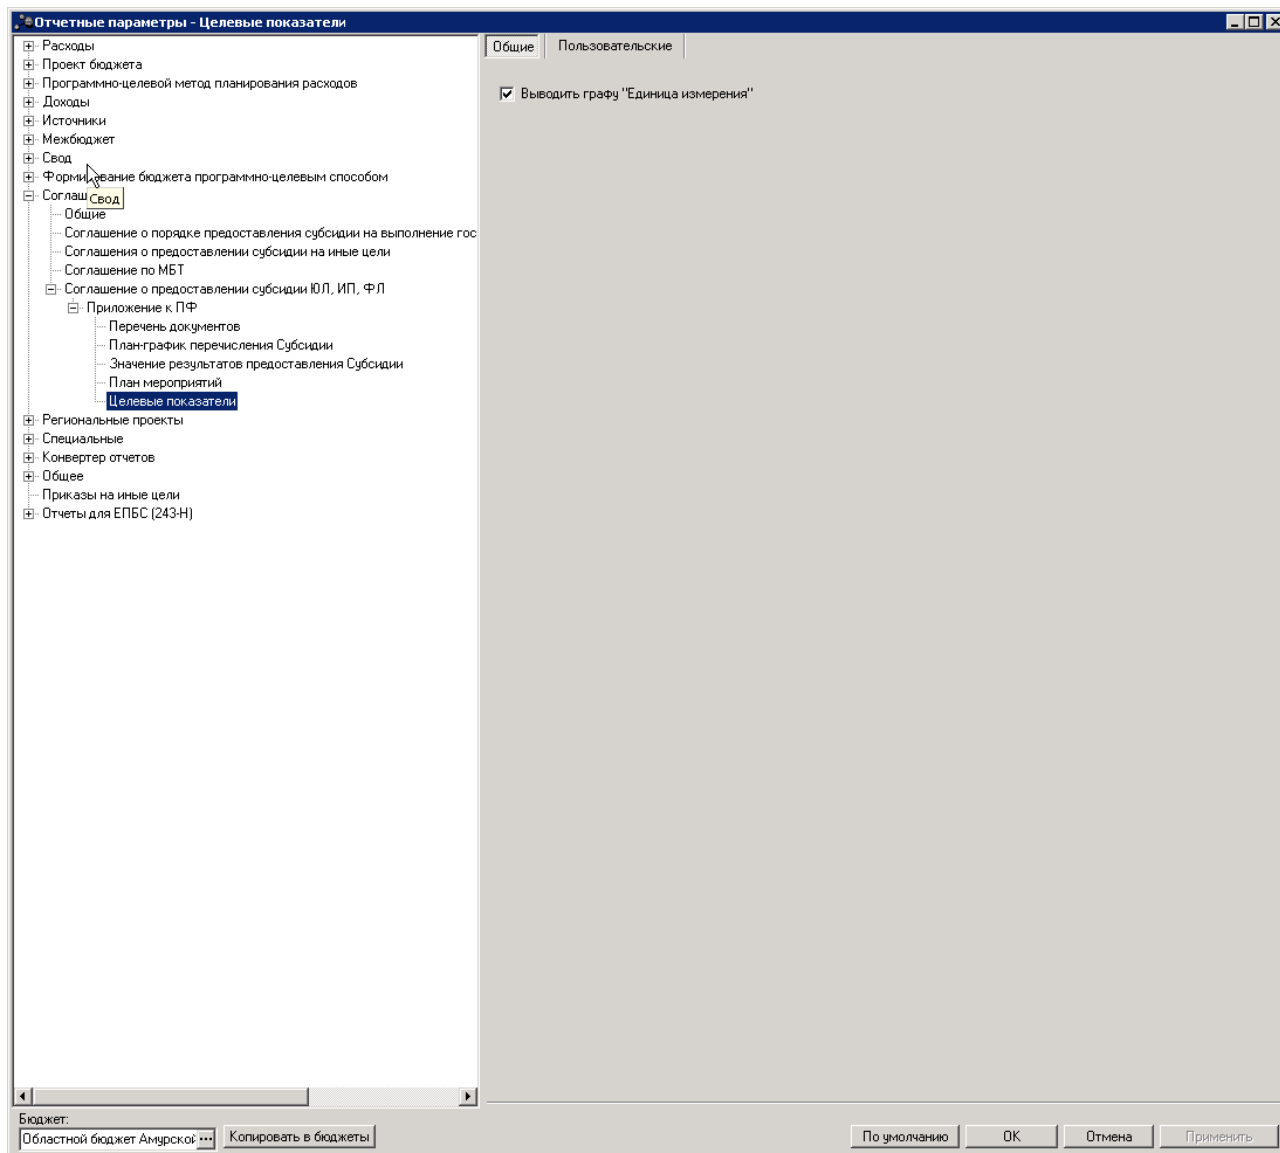 Отчетные параметры - Целевые показатели
Расходы
Проект бюджета
Программно-целевой метод планирования расходов
Доходы
Источники
Межбюджет
Свод
Формирование бюджета программно-целевым способом
Соглаш
Свод
Общие
Соглашение о порядке предоставления субсидии на выполнение гос
Соглашения о предоставлении субсидии на иные цели
Соглашение по МБТ
Соглашение о предоставлении субсидии ЮЛ, ИП, ФЛ
Приложение к ПФ
Перечень документов
План-график перечисления Субсидии
Значение результатов предоставления Субсидии
План мероприятий
Целевые показатели
Региональные проекты
Специальные
Конвертер отчетов
Общее
Приказы на иные цели
Отчеты для ЕПБС (243-Н)
Общие Пользовательские
Выводить графу "Единица измерения"
Бюджет:
Областной бюджет Амурской ... Копировать в бюджеты
По умолчанию OK Отмена Применить